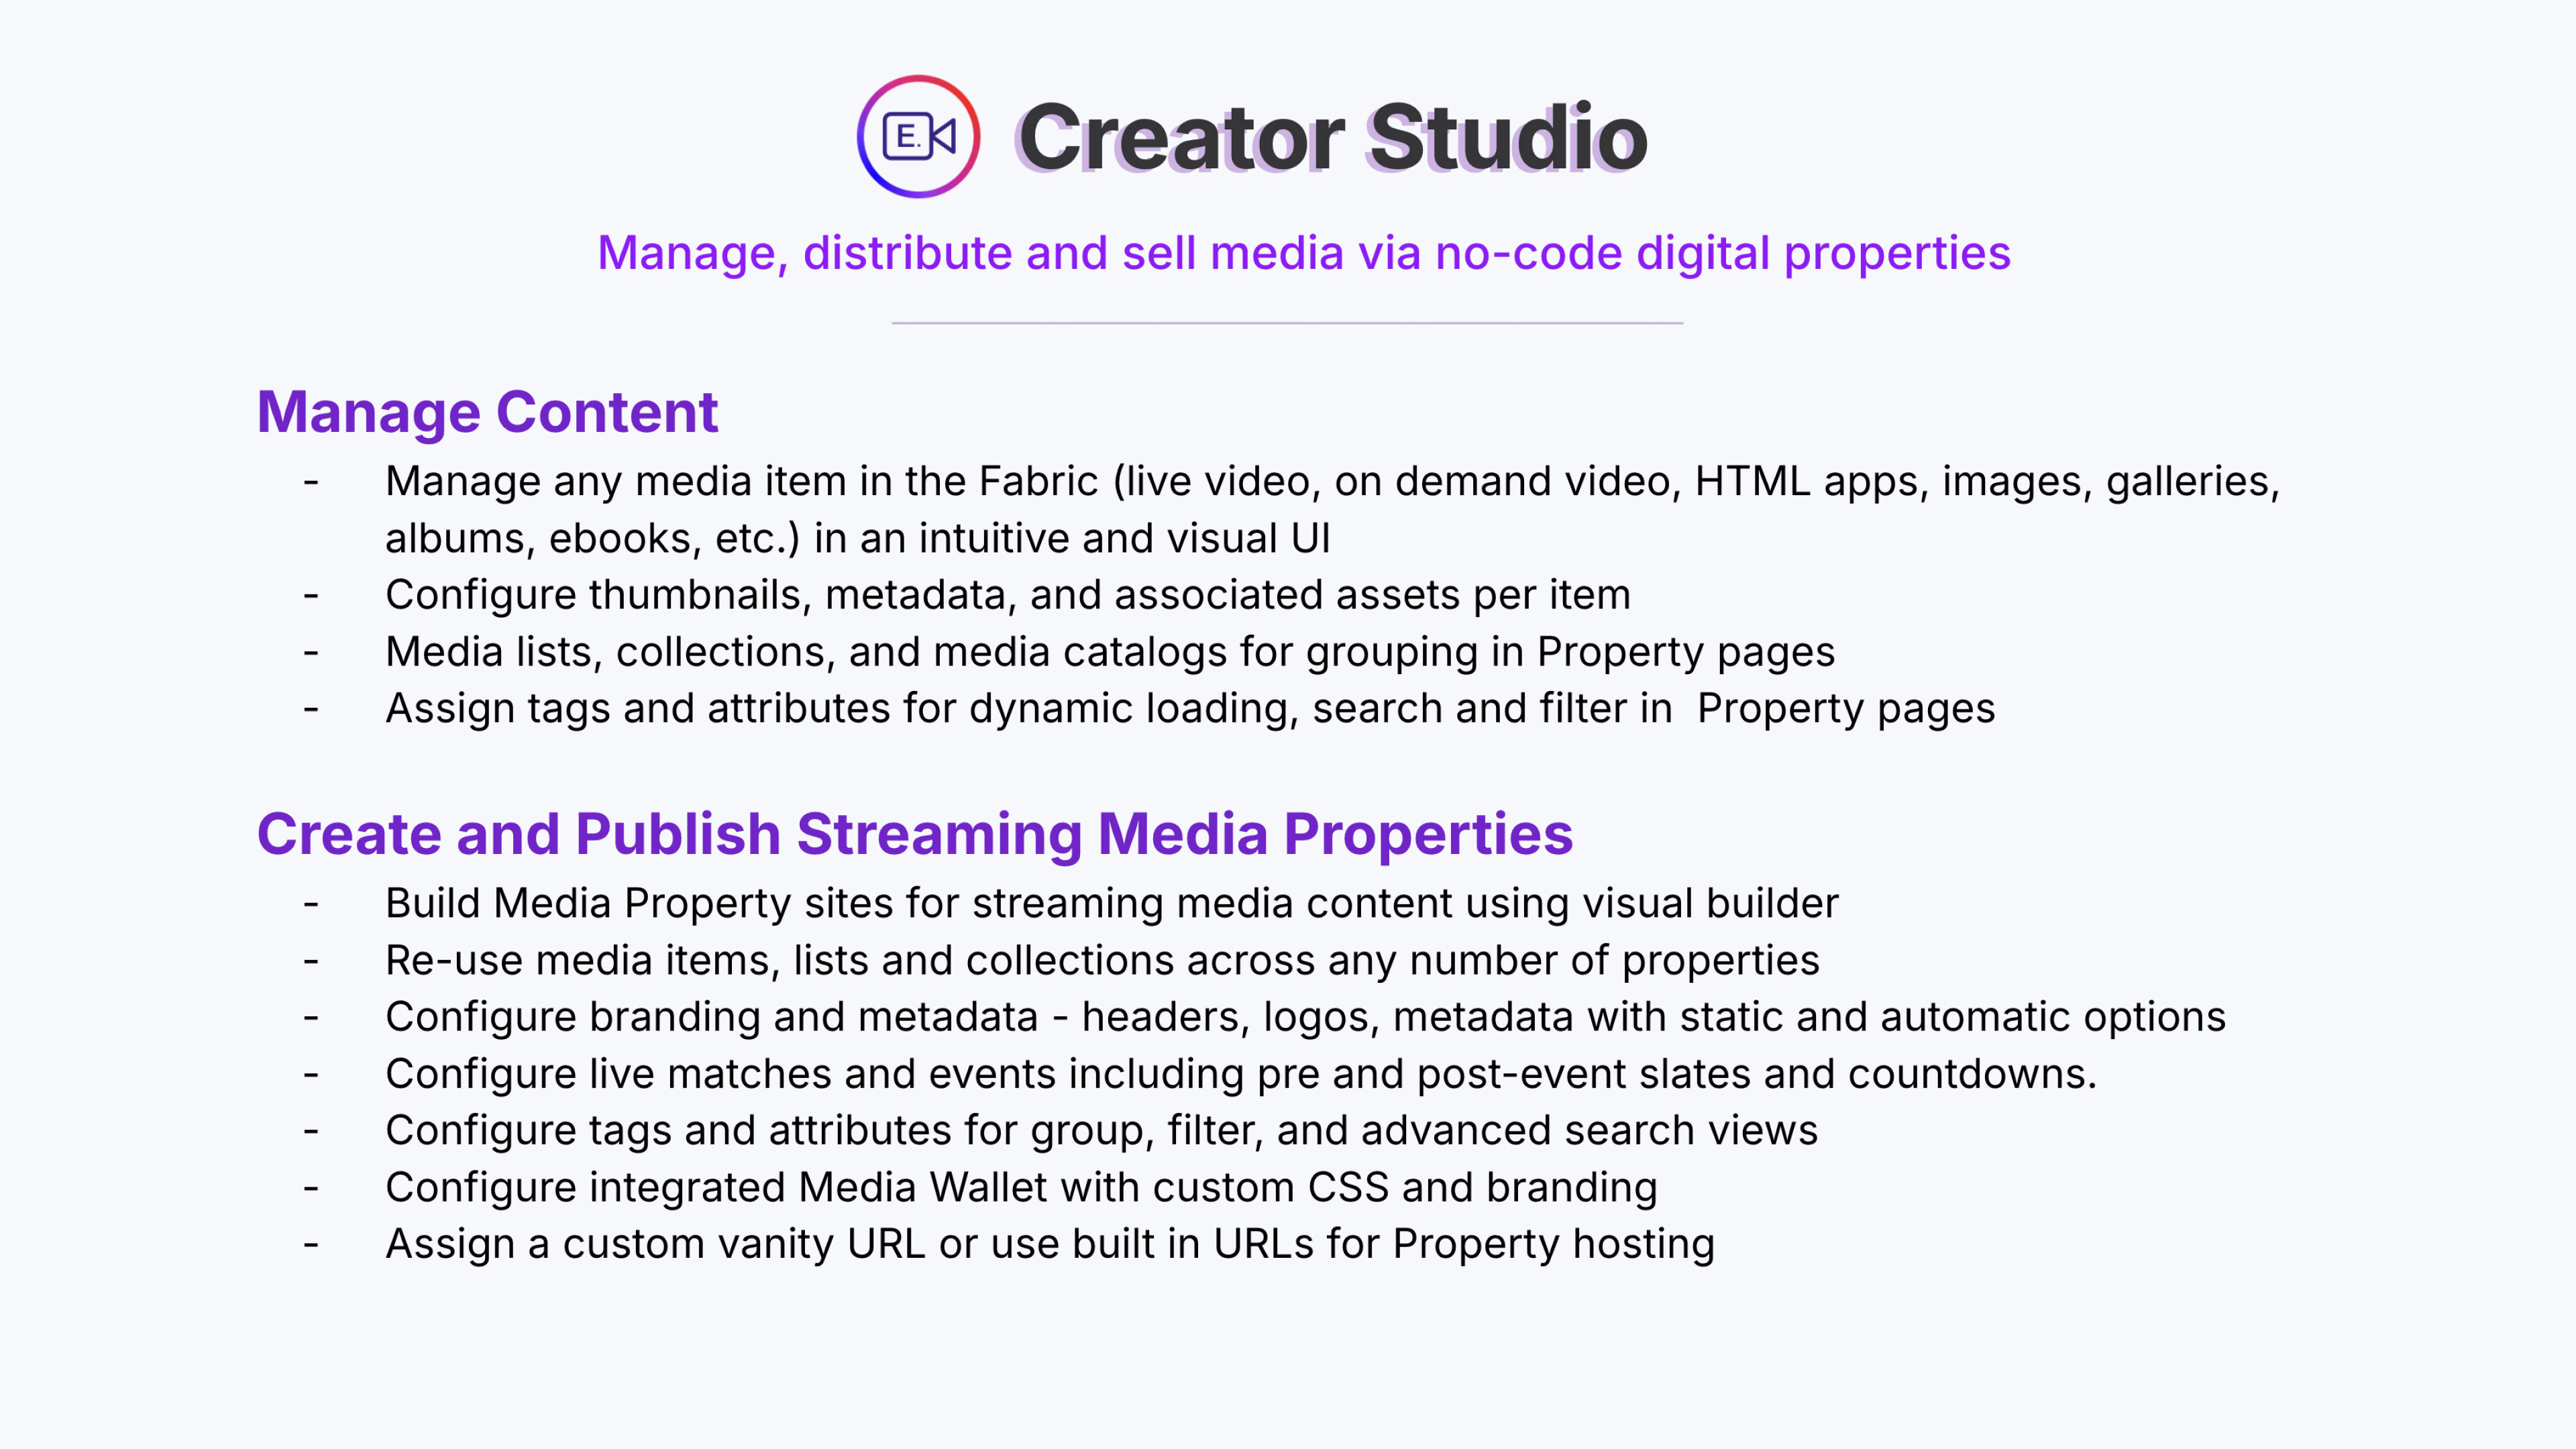 E.
Creator Studio
Manage, distribute and sell media via no-code digital properties
Manage Content
- Manage any media item in the Fabric (live video, on demand video, HTML apps, images, galleries,
albums, ebooks, etc.) in an intuitive and visual UI
- Configure thumbnails, metadata, and associated assets per item
- Media lists, collections, and media catalogs for grouping in Property pages
- Assign tags and attributes for dynamic loading, search and filter in  Property pages
Create and Publish Streaming Media Properties
- Build Media Property sites for streaming media content using visual builder
- Re-use media items, lists and collections across any number of properties
- Configure branding and metadata - headers, logos, metadata with static and automatic options
- Configure live matches and events including pre and post-event slates and countdowns.
- Configure tags and attributes for group, filter, and advanced search views
- Configure integrated Media Wallet with custom CSS and branding
- Assign a custom vanity URL or use built in URLs for Property hosting